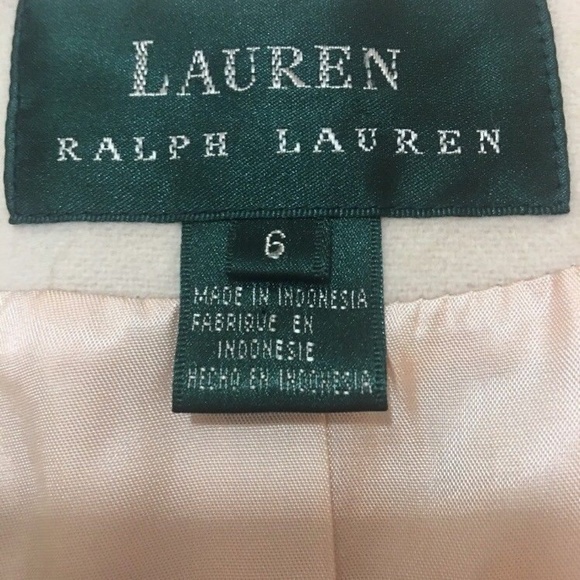 LAUREN
RALPH LAUREN
6
MADE IN INDONESIA
FABRIQUE EN
INDONESIE
HECHO EN INDONESIA